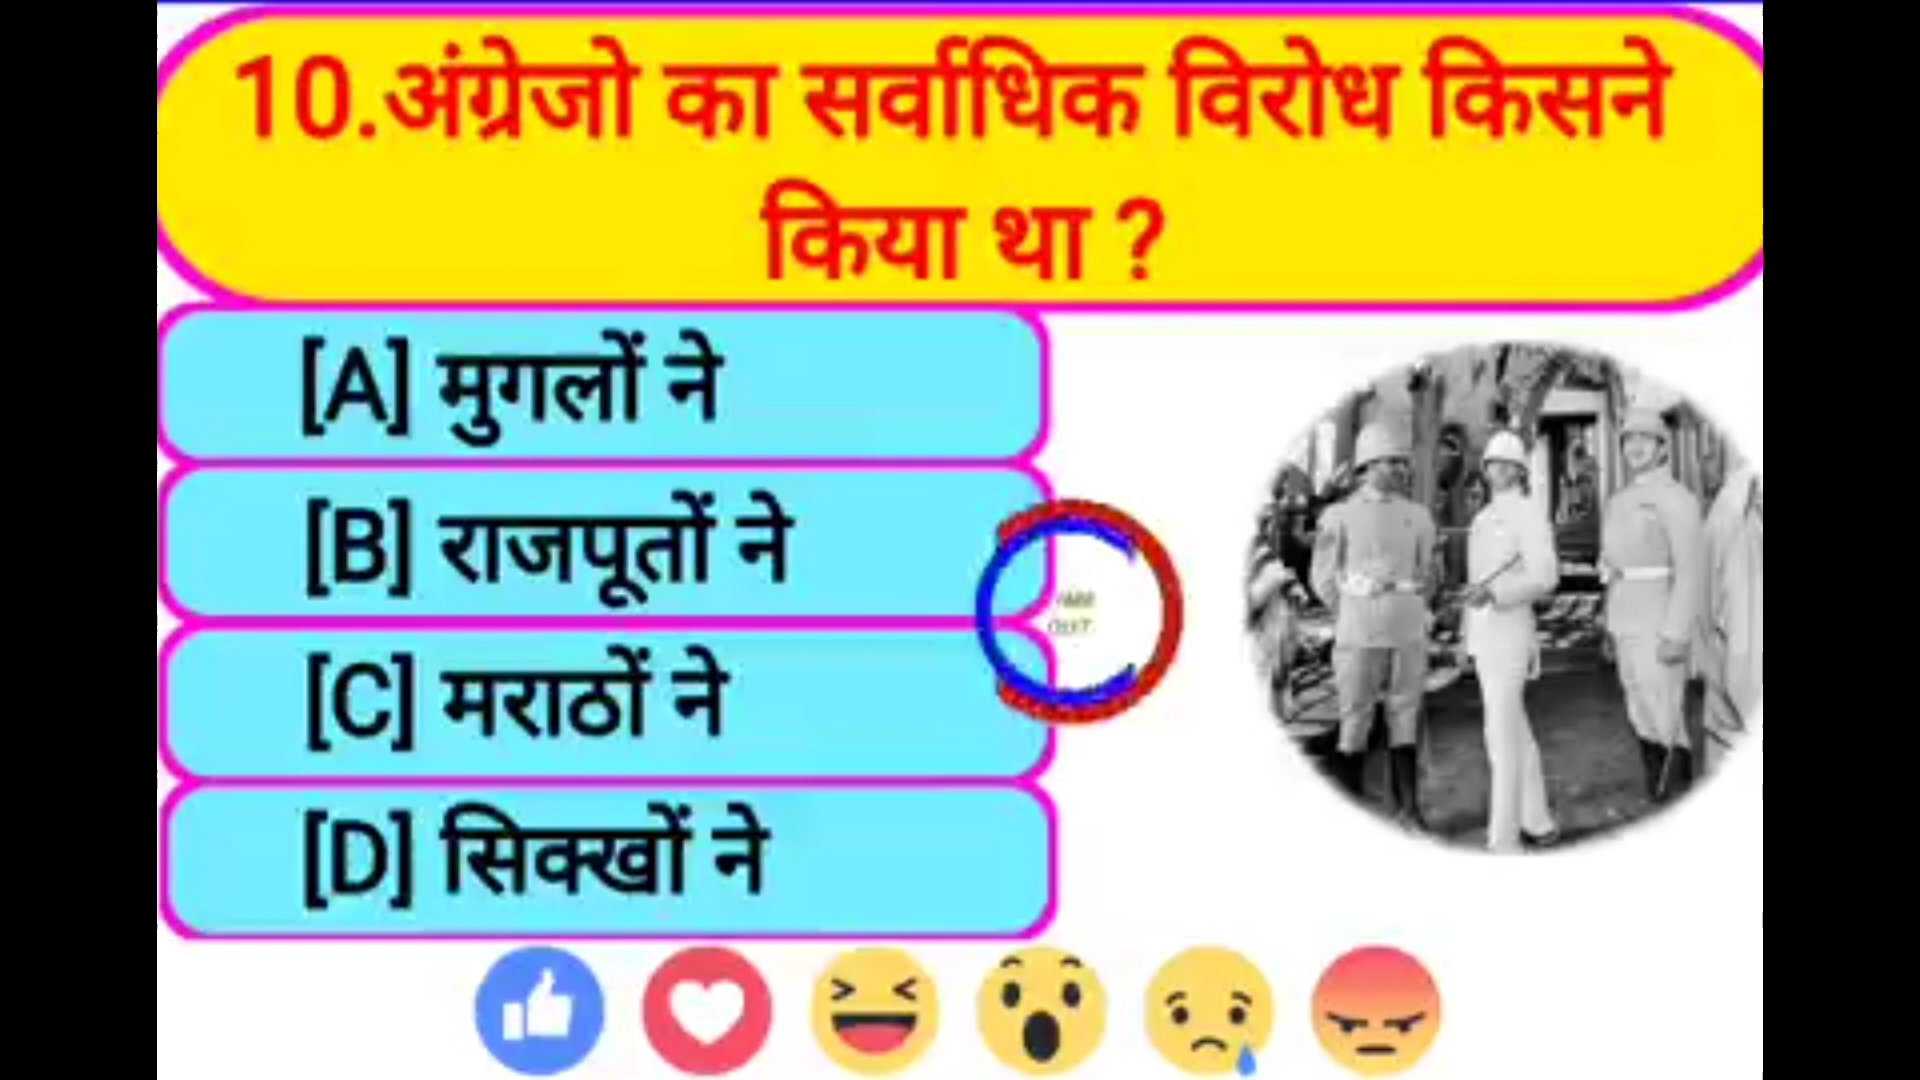 10.अंग्रेजो का सर्वाधिक विरोध किसने
किया था ?
[A] मुगलों ने
[B] राजपूतों ने
[C] मराठों ने
[D] सिक्खों ने